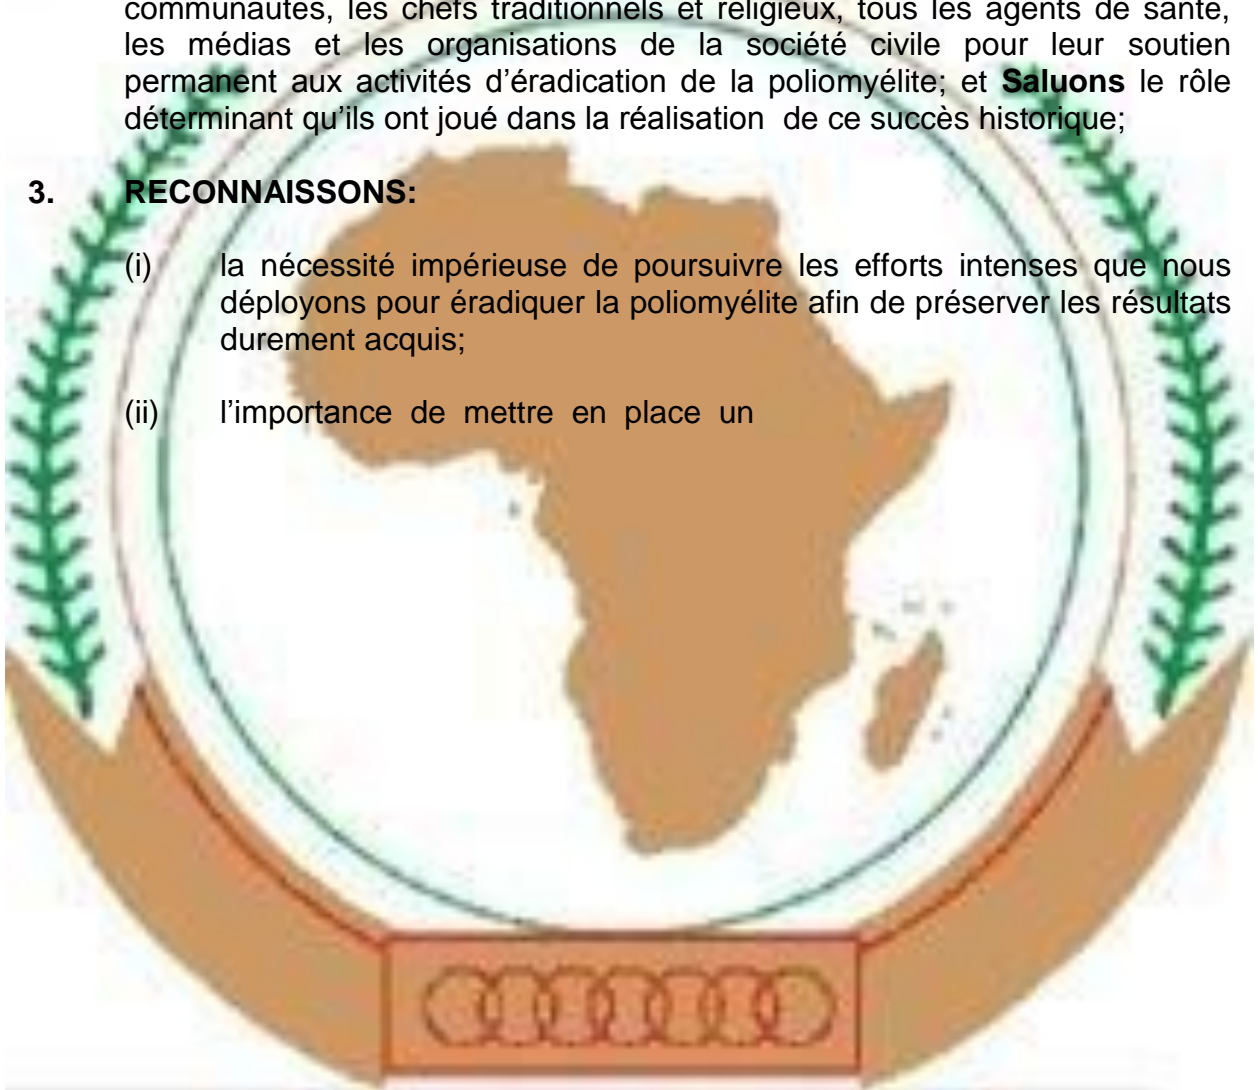 communautés, les chefs traditionnels et religieux, tous les agents de santé,
les médias et les organisations de la société civile pour leur soutien
permanent aux activités d’éradication de la poliomyélite; et Saluons le rôle
déterminant qu’ils ont joué dans la réalisation de ce succès historique;
3. RECONNAISSONS:
(i) la nécessité impérieuse de poursuivre les efforts intenses que nous
déployons pour éradiquer la poliomyélite afin de préserver les résultats
durement acquis;
(ii) l’importance de mettre en place un